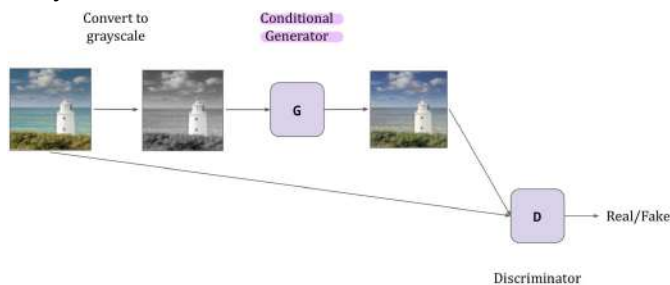 Convert to
grayscale
Conditional
Generator
G
D
Real/Fake
Discriminator